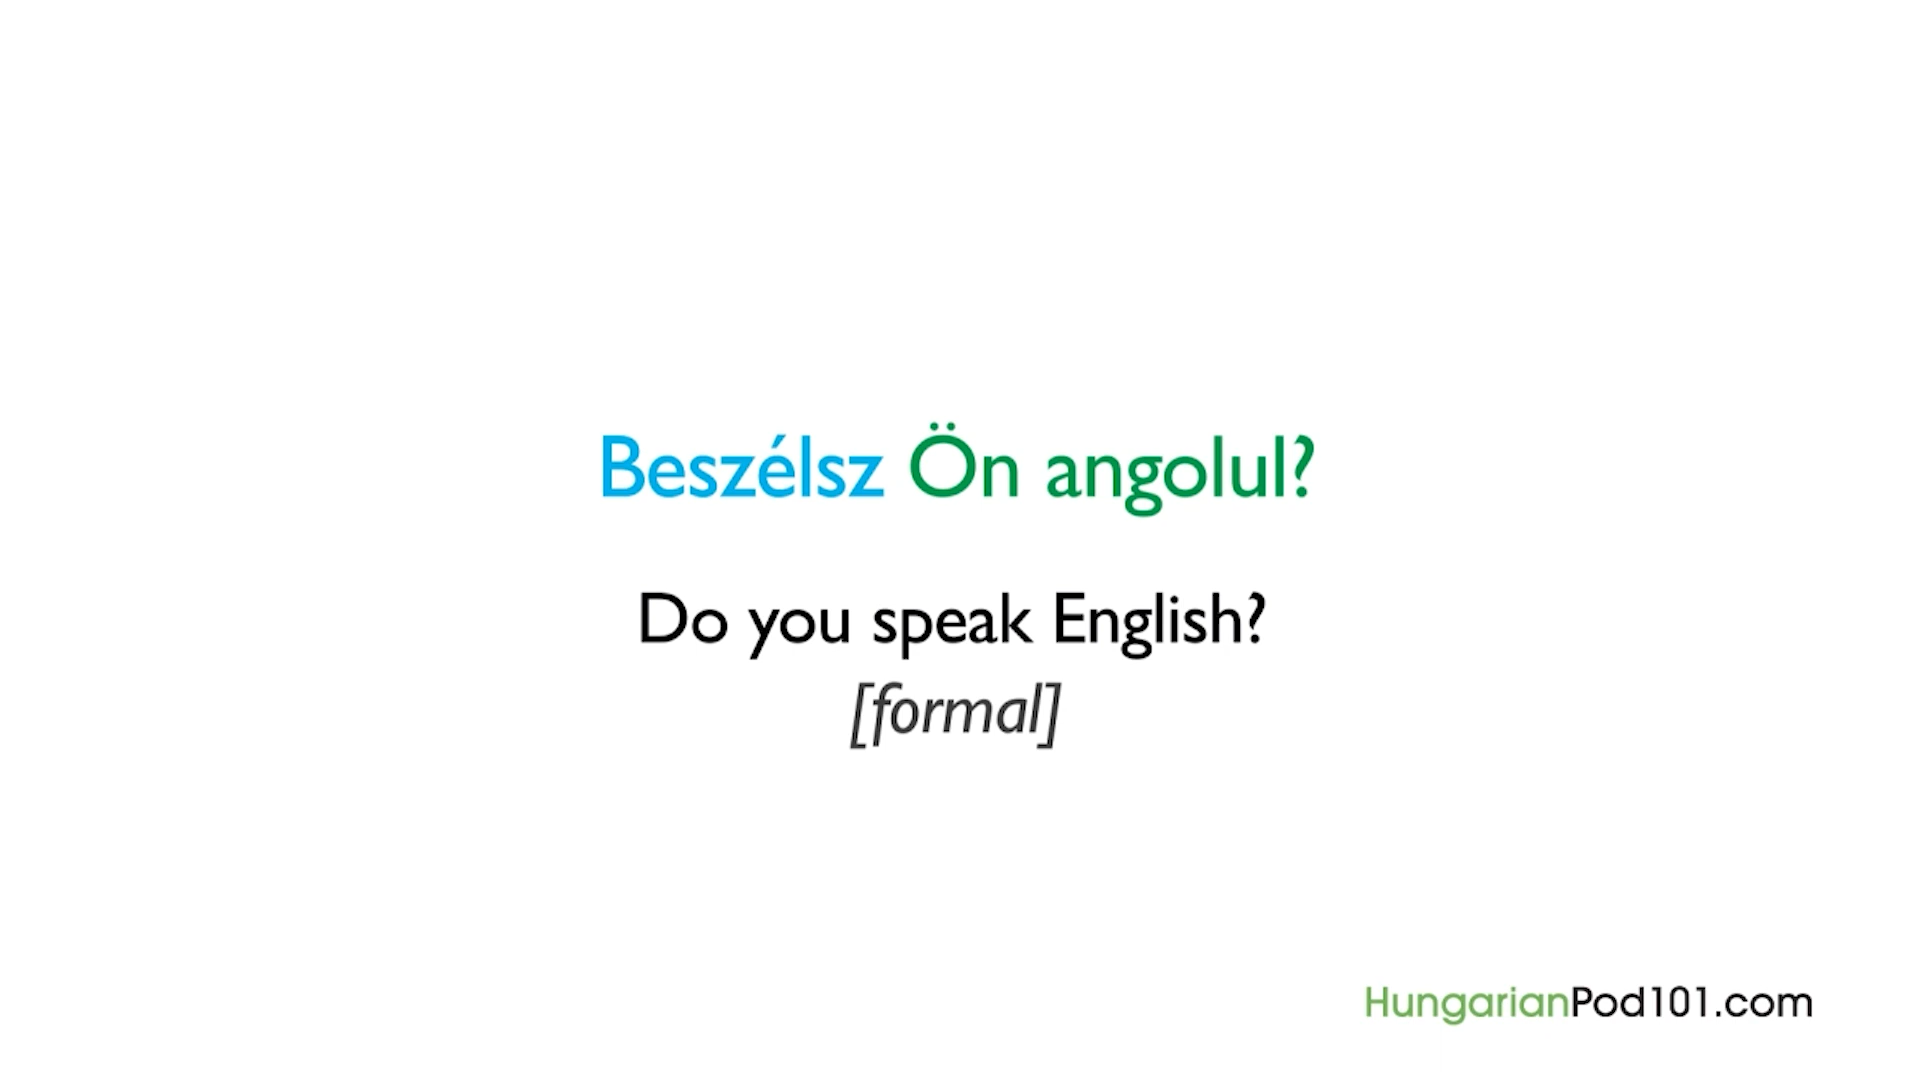 Beszélsz Ön angolul?
Do you speak English?
[formal]
HungarianPod101.com